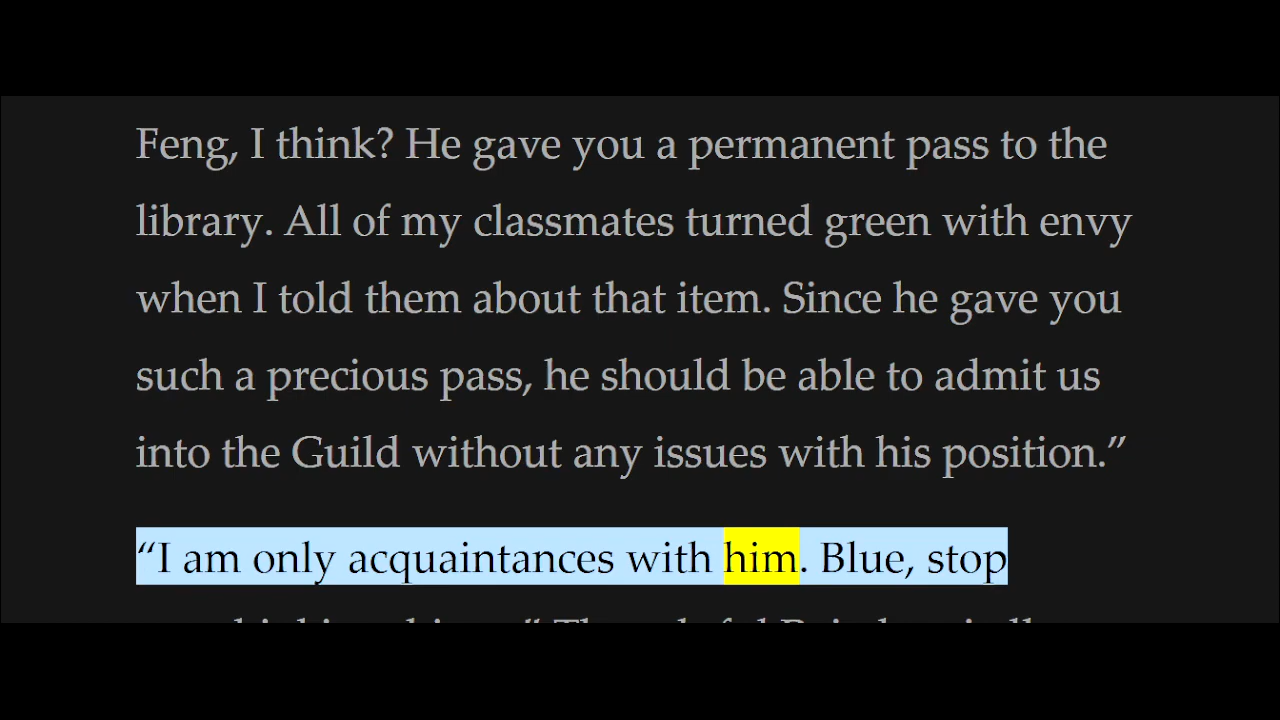 Feng, I think? He gave you a permanent pass to the
library. All of my classmates turned green with envy
when I told them about that item. Since he gave you
such a precious pass, he should be able to admit us
into the Guild without any issues with his position.”
“I am only acquaintances with him. Blue, stop